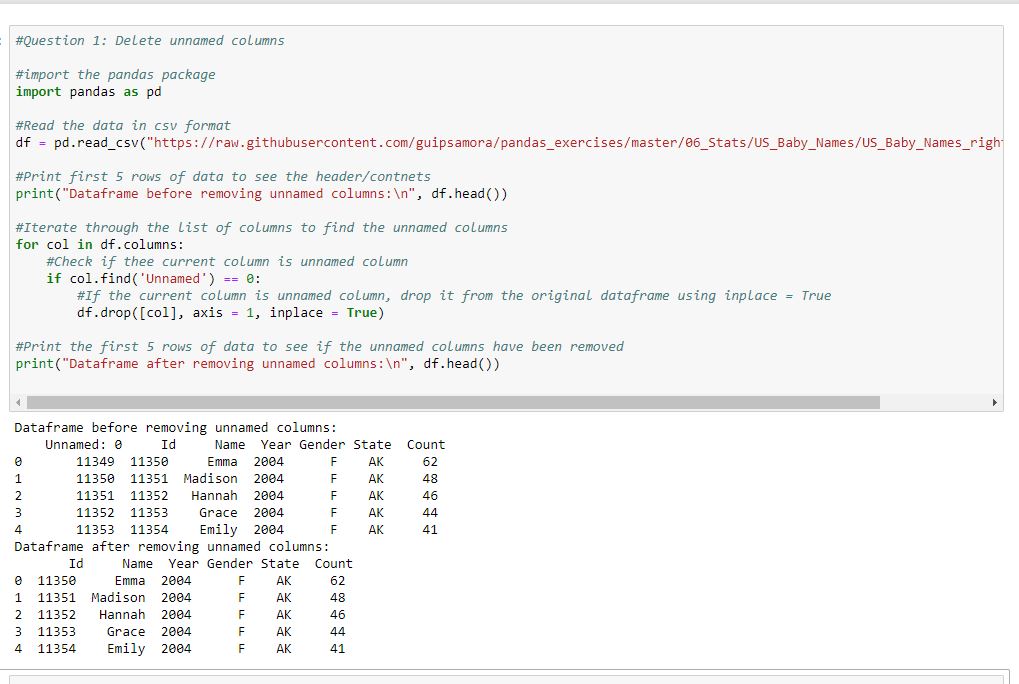 #Question 1: Delete unnamed columns
#import the pandas package
import pandas as pd
#Read the data in csv format
df = pd.read_csv("https://raw.githubusercontent.com/guipsamora/pandas_exercises/master/06_Stats/US_Baby_Names/US_Baby_Names_righ
#Print first 5 rows of data to see the header/contnets
print("Dataframe before removing unnamed columns:\n", df.head())
#Iterate through the list of columns to find the unnamed columns
for col in df.columns:
    #Check if thee current column is unnamed column
    if col.find('Unnamed') == 0:
        #If the current column is unnamed column, drop it from the original dataframe using inplace = True
        df.drop([col], axis = 1, inplace = True)
#Print the first 5 rows of data to see if the unnamed columns have been removed
print("Dataframe after removing unnamed columns:\n", df.head())
Dataframe before removing unnamed columns:
    Unnamed: 0     Id     Name  Year Gender State  Count
0       11349  11350     Emma  2004      F    AK     62
1       11350  11351  Madison  2004      F    AK     48
2       11351  11352   Hannah  2004      F    AK     46
3       11352  11353    Grace  2004      F    AK     44
4       11353  11354    Emily  2004      F    AK     41
Dataframe after removing unnamed columns:
       Id     Name  Year Gender State  Count
0  11350     Emma  2004      F    AK     62
1  11351  Madison  2004      F    AK     48
2  11352   Hannah  2004      F    AK     46
3  11353    Grace  2004      F    AK     44
4  11354    Emily  2004      F    AK     41